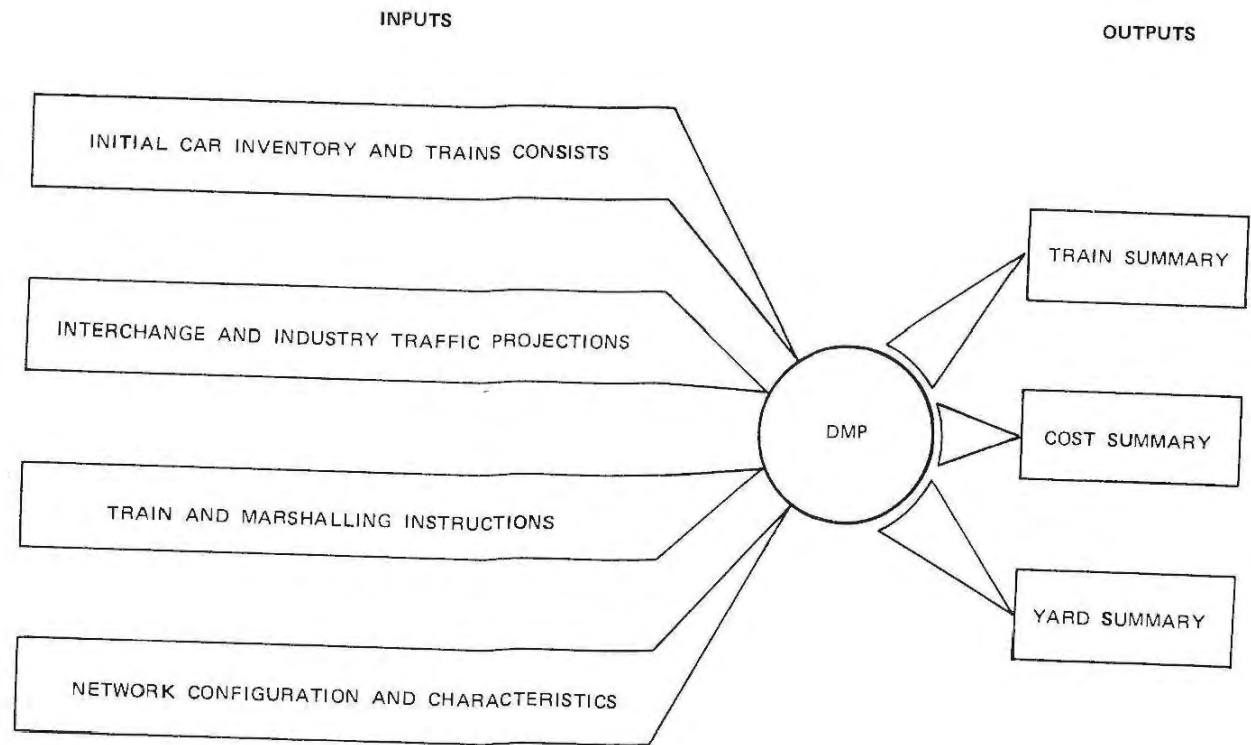 INPUTS
OUTPUTS
INITIAL CAR INVENTORY AND TRAINS CONSISTS
INTERCHANGE AND INDUSTRY TRAFFIC PROJECTIONS
TRAIN AND MARSHALLING INSTRUCTIONS
NETWORK CONFIGURATION AND CHARACTERISTICS
DMP
TRAIN SUMMARY
COST SUMMARY
YARD SUMMARY